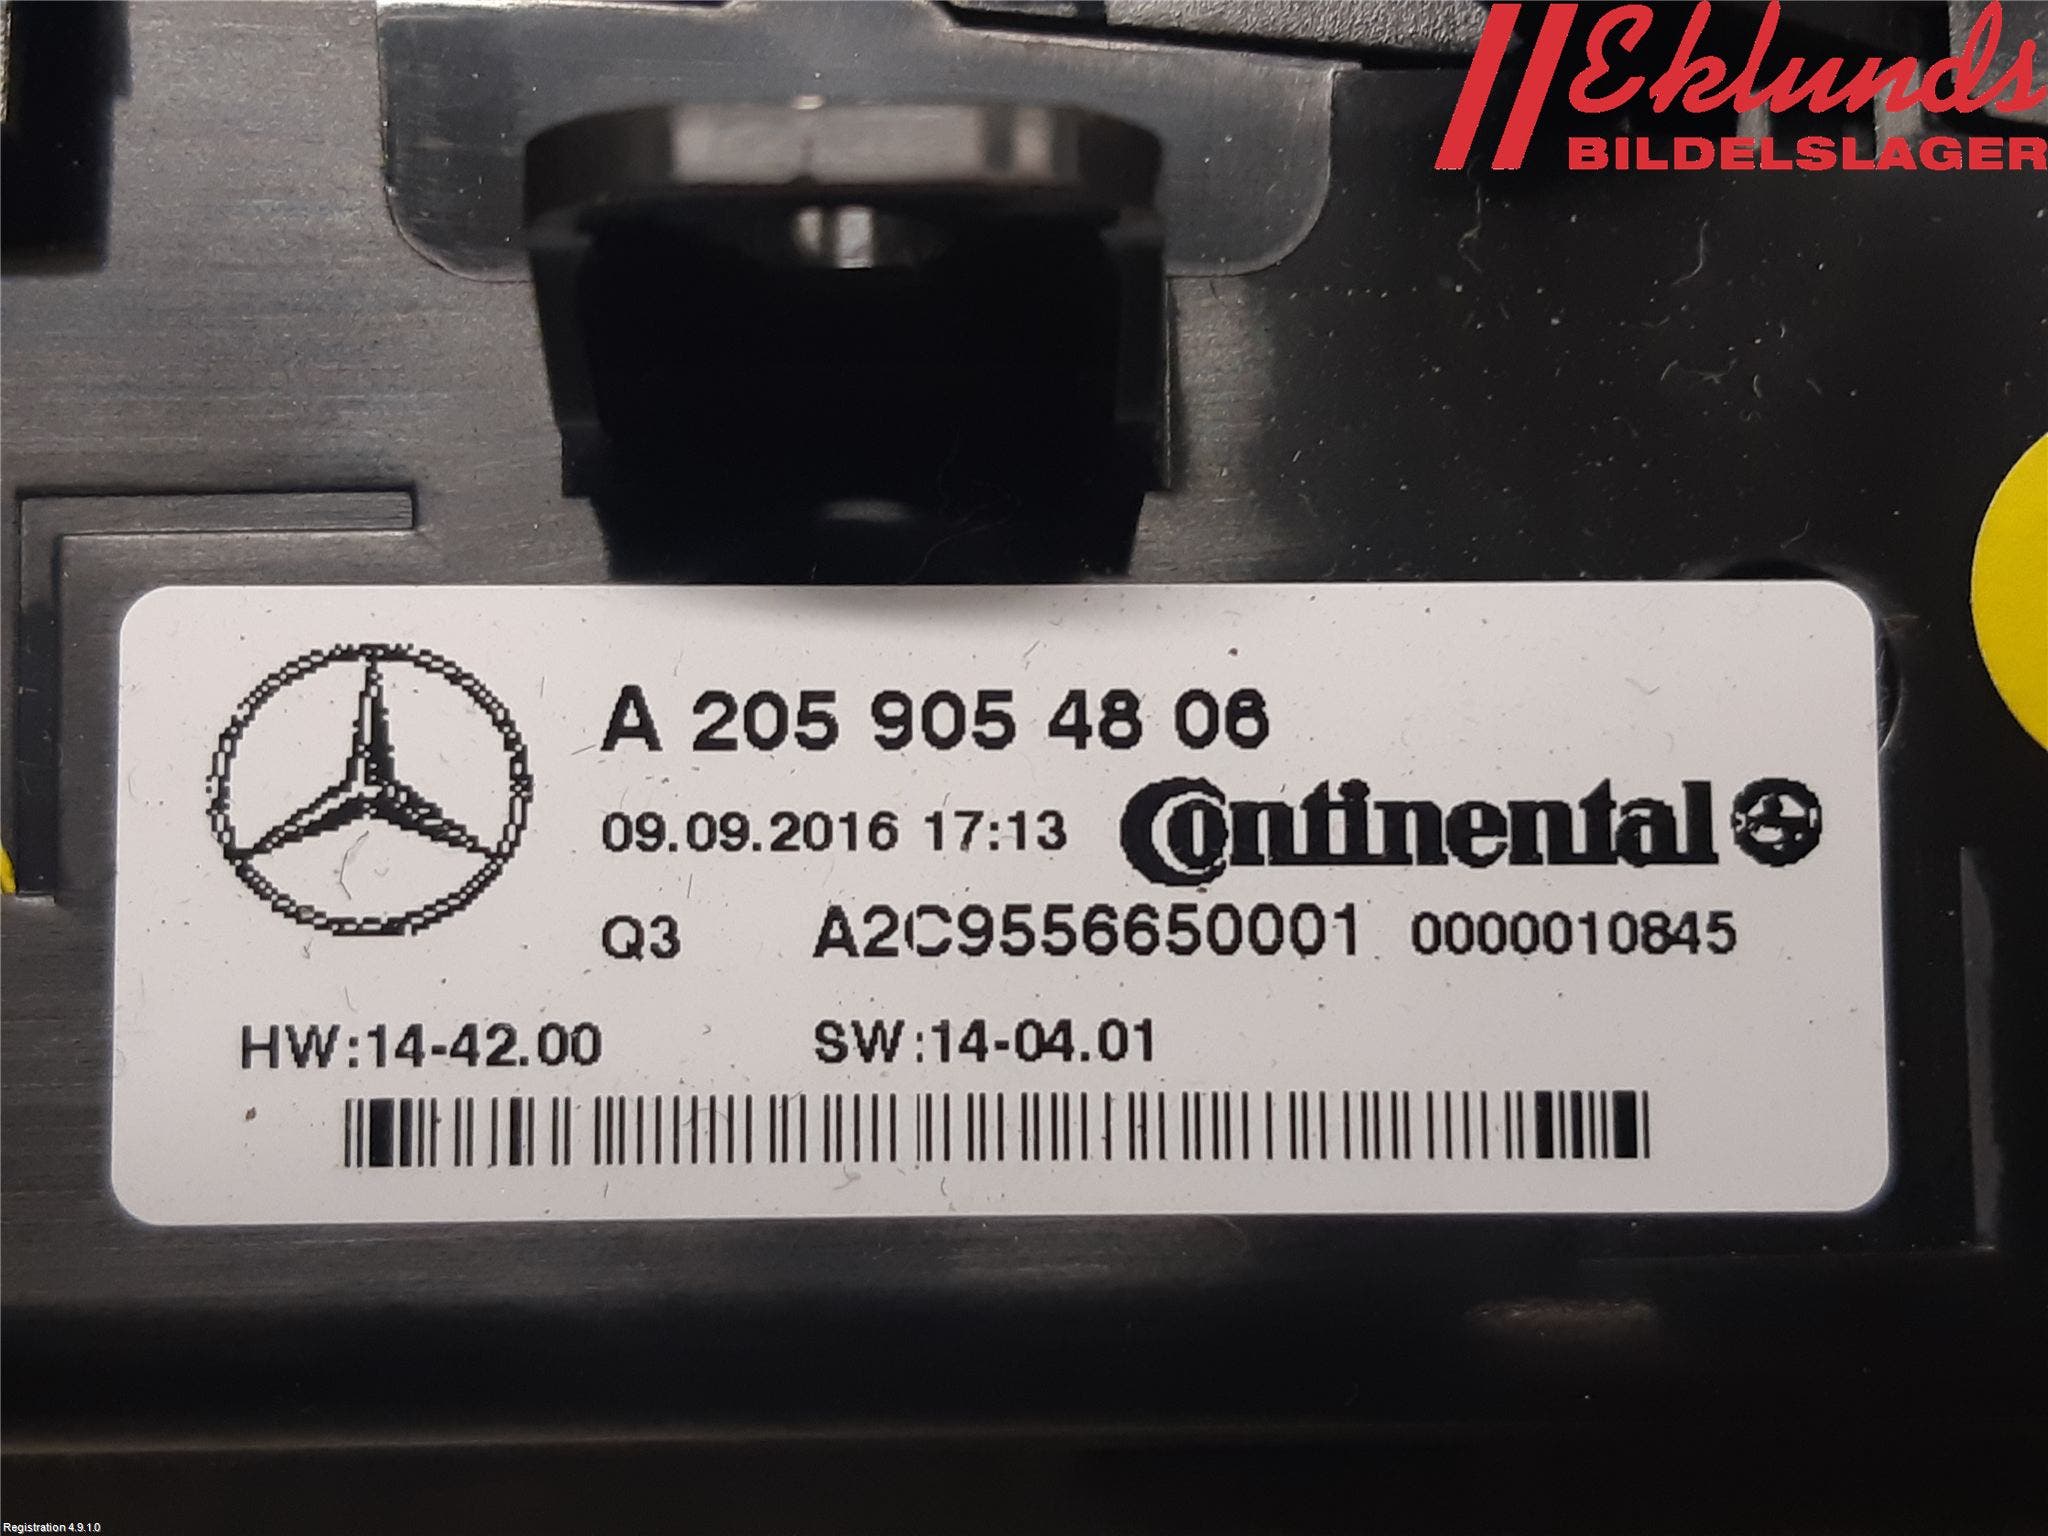 Eklunds
BILDELSLAGER
A 205 905 48 06
09.09.2016 17:13 Continental
Q3 A2C9556650001 0000010845
HW:14-42.00 SW:14-04.01
Registration 4.9.1.0